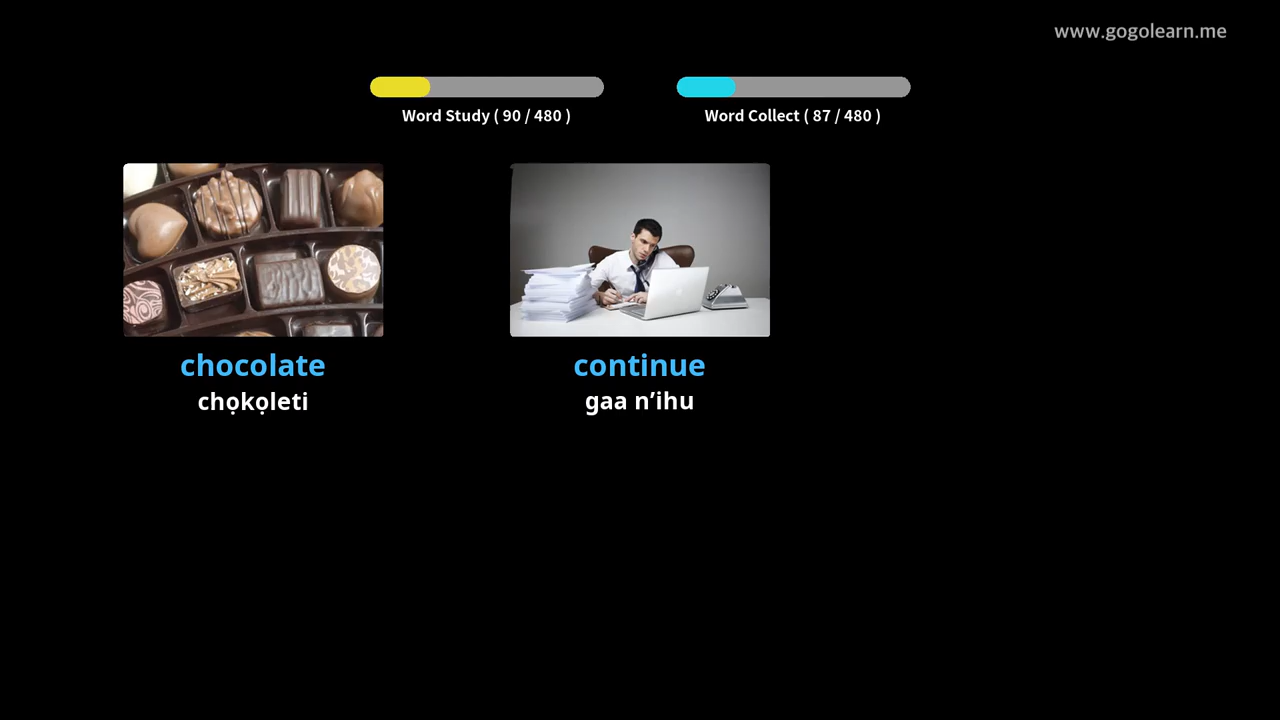 www.gogolearn.me
Word Study ( 90 / 480 )
Word Collect ( 87 / 480 )
chocolate
chọkọleti
continue
gaa n’ihu